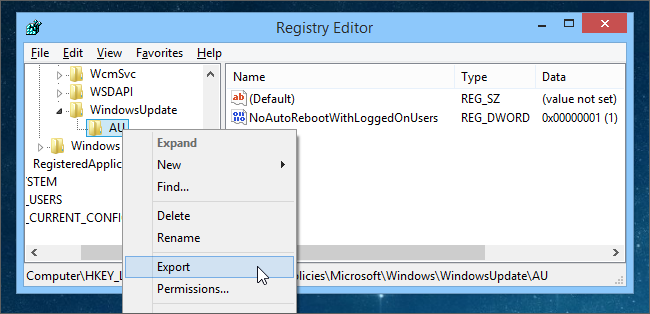 Registry Editor
File Edit View Favorites Help
WcmSvc
WSDAPI
WindowsUpdate
AU
Windows
RegisteredApplic
STEM
_USERS
_CURRENT_CONFIG
Name Type Data
(Default) REG_SZ (value not set)
NoAutoRebootWithLoggedOnUsers REG_DWORD 0x00000001 (1)
Expand
New
Find...
Delete
Rename
Export
Permissions...
Computer\HKEY_L olicies\Microsoft\Windows\WindowsUpdate\AU